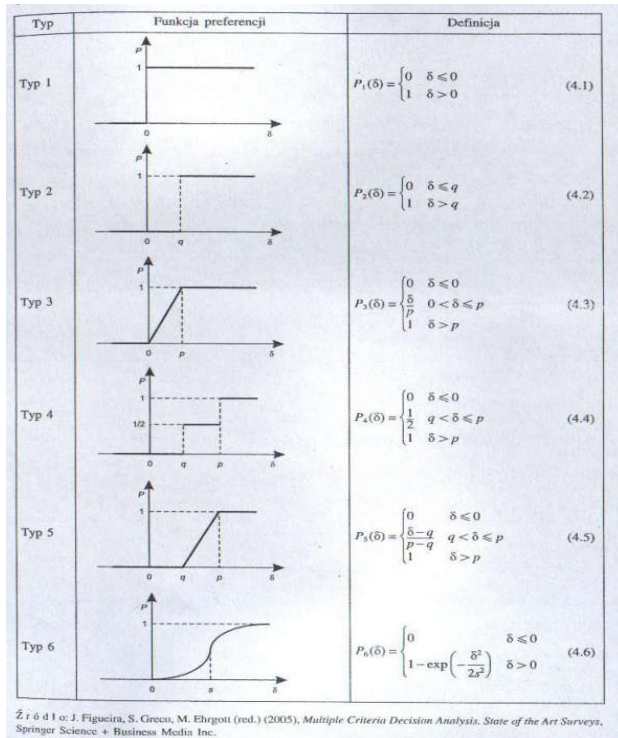 Typ Funkcja preferencji Definicja
Typ 1
P
1
0 δ
P₁(δ) = {0 δ ⩽ 0
1 δ > 0 (4.1)
Typ 2
P
1
0 q δ
P₂(δ) = {0 δ ⩽ q
1 δ > q (4.2)
Typ 3
P
1
0 p δ
P₃(δ) = {0 δ ⩽ 0
δ/p 0 < δ ⩽ p (4.3)
1 δ > p
Typ 4
P
1
1/2
0 q p δ
P₄(δ) = {0 δ ⩽ 0
1/2 q < δ ⩽ p (4.4)
1 δ > p
Typ 5
P
1
0 q p δ
P₅(δ) = {0 δ ⩽ 0
δ−q/p−q q < δ ⩽ p (4.5)
1 δ > p
Typ 6
P
1
0 s δ
P₆(δ) = {0 δ ⩽ 0
1−exp(−δ²/2s²) δ > 0 (4.6)
Źródło: J. Figueira, S. Greco, M. Ehrgott (red.) (2005), Multiple Criteria Decision Analysis. State of the Art Surveys,
Springer Science + Business Media Inc.